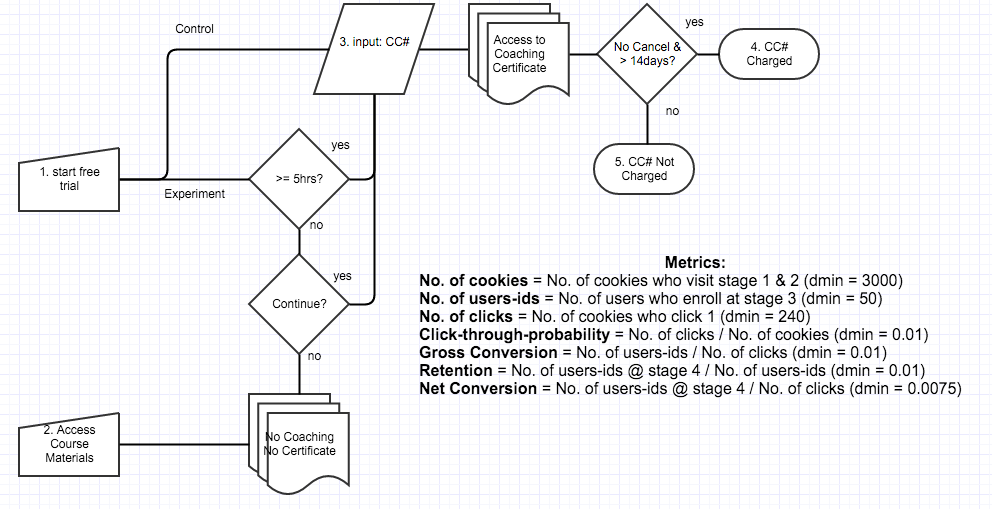 Control
3. input: CC#
Access to
Coaching
Certificate
No Cancel &
> 14days?
yes
4. CC#
Charged
no
5. CC# Not
Charged
1. start free
trial
Experiment
>= 5hrs?
yes
no
Continue?
yes
no
2. Access
Course
Materials
No Coaching
No Certificate
Metrics:
No. of cookies = No. of cookies who visit stage 1 & 2 (dmin = 3000)
No. of users-ids = No. of users who enroll at stage 3 (dmin = 50)
No. of clicks = No. of cookies who click 1 (dmin = 240)
Click-through-probability = No. of clicks / No. of cookies (dmin = 0.01)
Gross Conversion = No. of users-ids / No. of clicks (dmin = 0.01)
Retention = No. of users-ids @ stage 4 / No. of users-ids (dmin = 0.01)
Net Conversion = No. of users-ids @ stage 4 / No. of clicks (dmin = 0.0075)